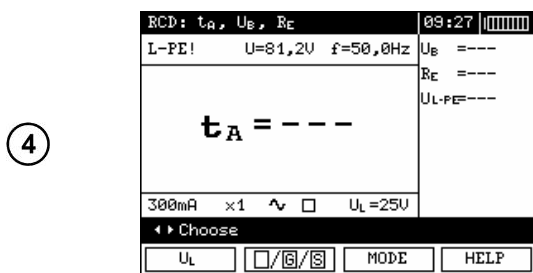 RCD: tA, UB, RE 09:27
L-PE! U=81,2V f=50,0Hz
UB =---
RE =---
UL-PE=---
tA=---
4
300mA x1 ∿ □ UL=25V
◂▸Choose
UL □/G/S MODE HELP